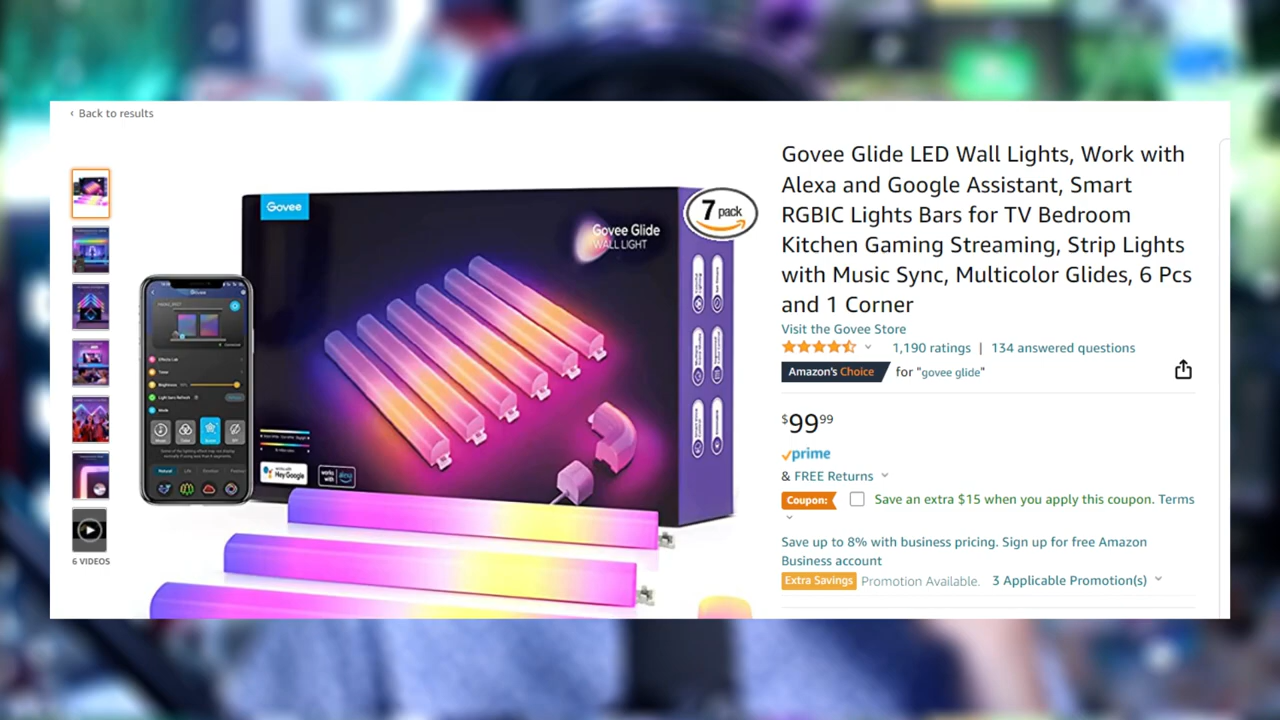 ‹ Back to results
Govee Glide LED Wall Lights, Work with
Alexa and Google Assistant, Smart
RGBIC Lights Bars for TV Bedroom
Kitchen Gaming Streaming, Strip Lights
with Music Sync, Multicolor Glides, 6 Pcs
and 1 Corner
Visit the Govee Store
1,190 ratings | 134 answered questions
Amazon's Choice for "govee glide"
$99 99
prime
& FREE Returns
Coupon: Save an extra $15 when you apply this coupon. Terms
Save up to 8% with business pricing. Sign up for free Amazon
Business account
Extra Savings Promotion Available. 3 Applicable Promotion(s)
Govee
7 pack
Govee Glide
WALL LIGHT
Hey Google
works with alexa
6 VIDEOS